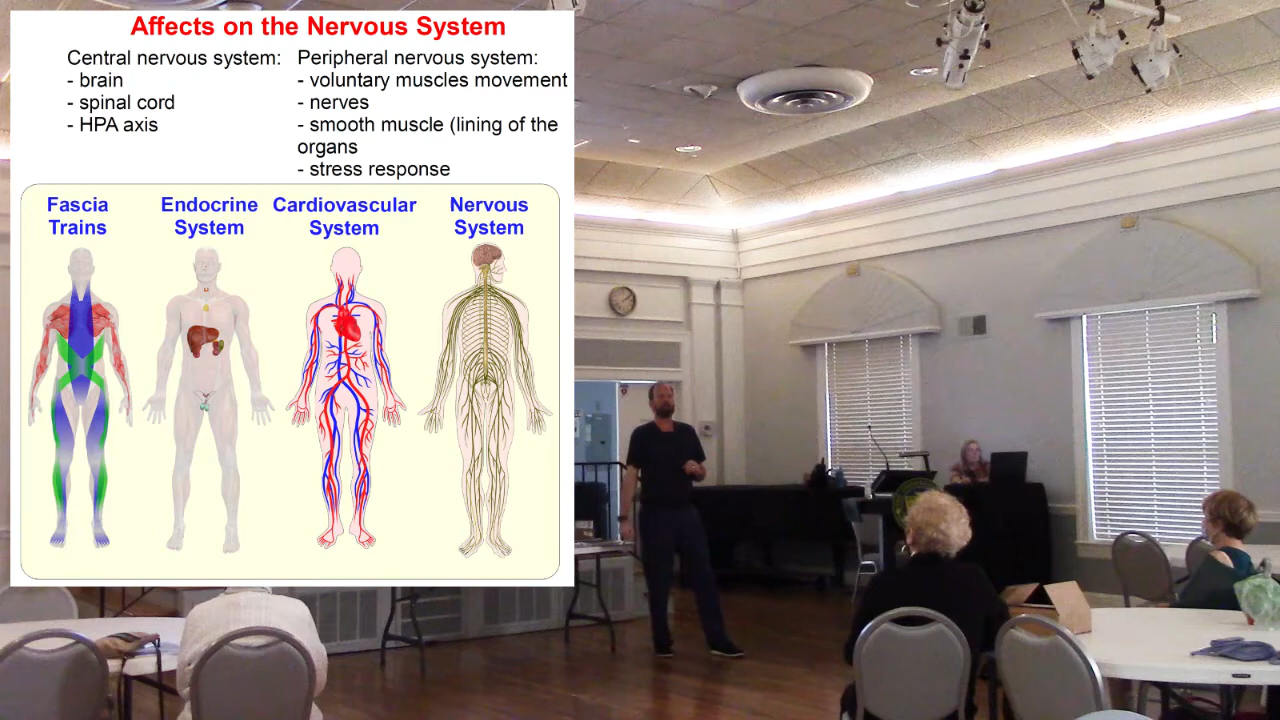 Affects on the Nervous System
Central nervous system:
- brain
- spinal cord
- HPA axis
Peripheral nervous system:
- voluntary muscles movement
- nerves
- smooth muscle (lining of the
organs
- stress response
Fascia
Trains
Endocrine
System
Cardiovascular
System
Nervous
System